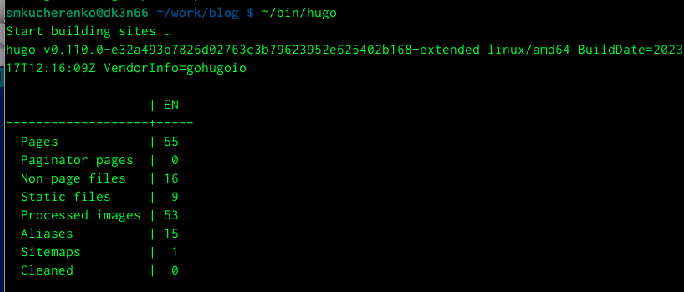 smkucherenko@dk3n66 ~/work/blog $ ~/bin/hugo
Start building sites …
hugo v0.110.0-e32a493b7826d02763c3b79623952e625402b168-extended linux/amd64 BuildDate=2023
17T12:16:09Z VendorInfo=gohugoio
| EN
-------------------+-----
Pages | 55
Paginator pages | 0
Non-page files | 16
Static files | 9
Processed images | 53
Aliases | 15
Sitemaps | 1
Cleaned | 0